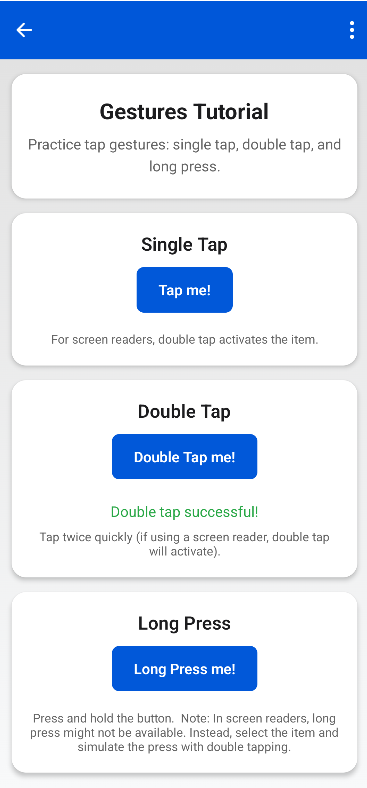 Gestures Tutorial
Practice tap gestures: single tap, double tap, and
long press.
Single Tap
Tap me!
For screen readers, double tap activates the item.
Double Tap
Double Tap me!
Double tap successful!
Tap twice quickly (if using a screen reader, double tap
will activate).
Long Press
Long Press me!
Press and hold the button.  Note: In screen readers, long
press might not be available. Instead, select the item and
simulate the press with double tapping.